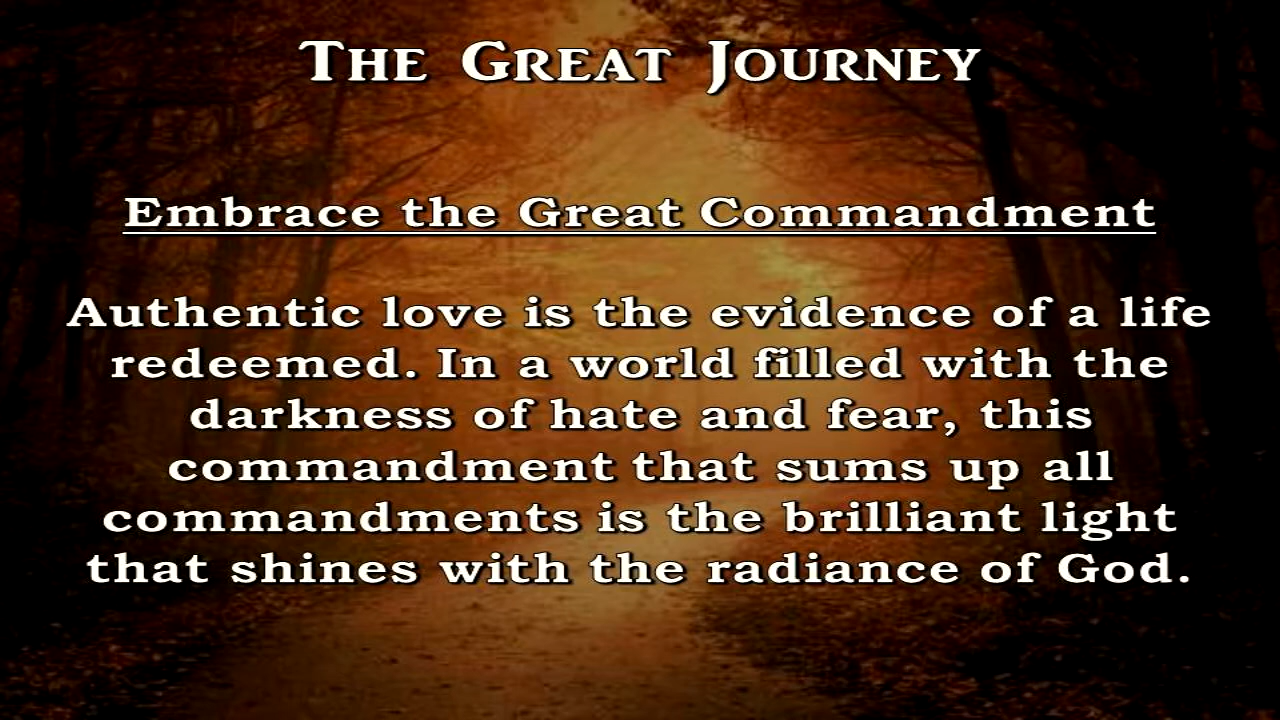 The Great Journey
Embrace the Great Commandment
Authentic love is the evidence of a life
redeemed. In a world filled with the
darkness of hate and fear, this
commandment that sums up all
commandments is the brilliant light
that shines with the radiance of God.